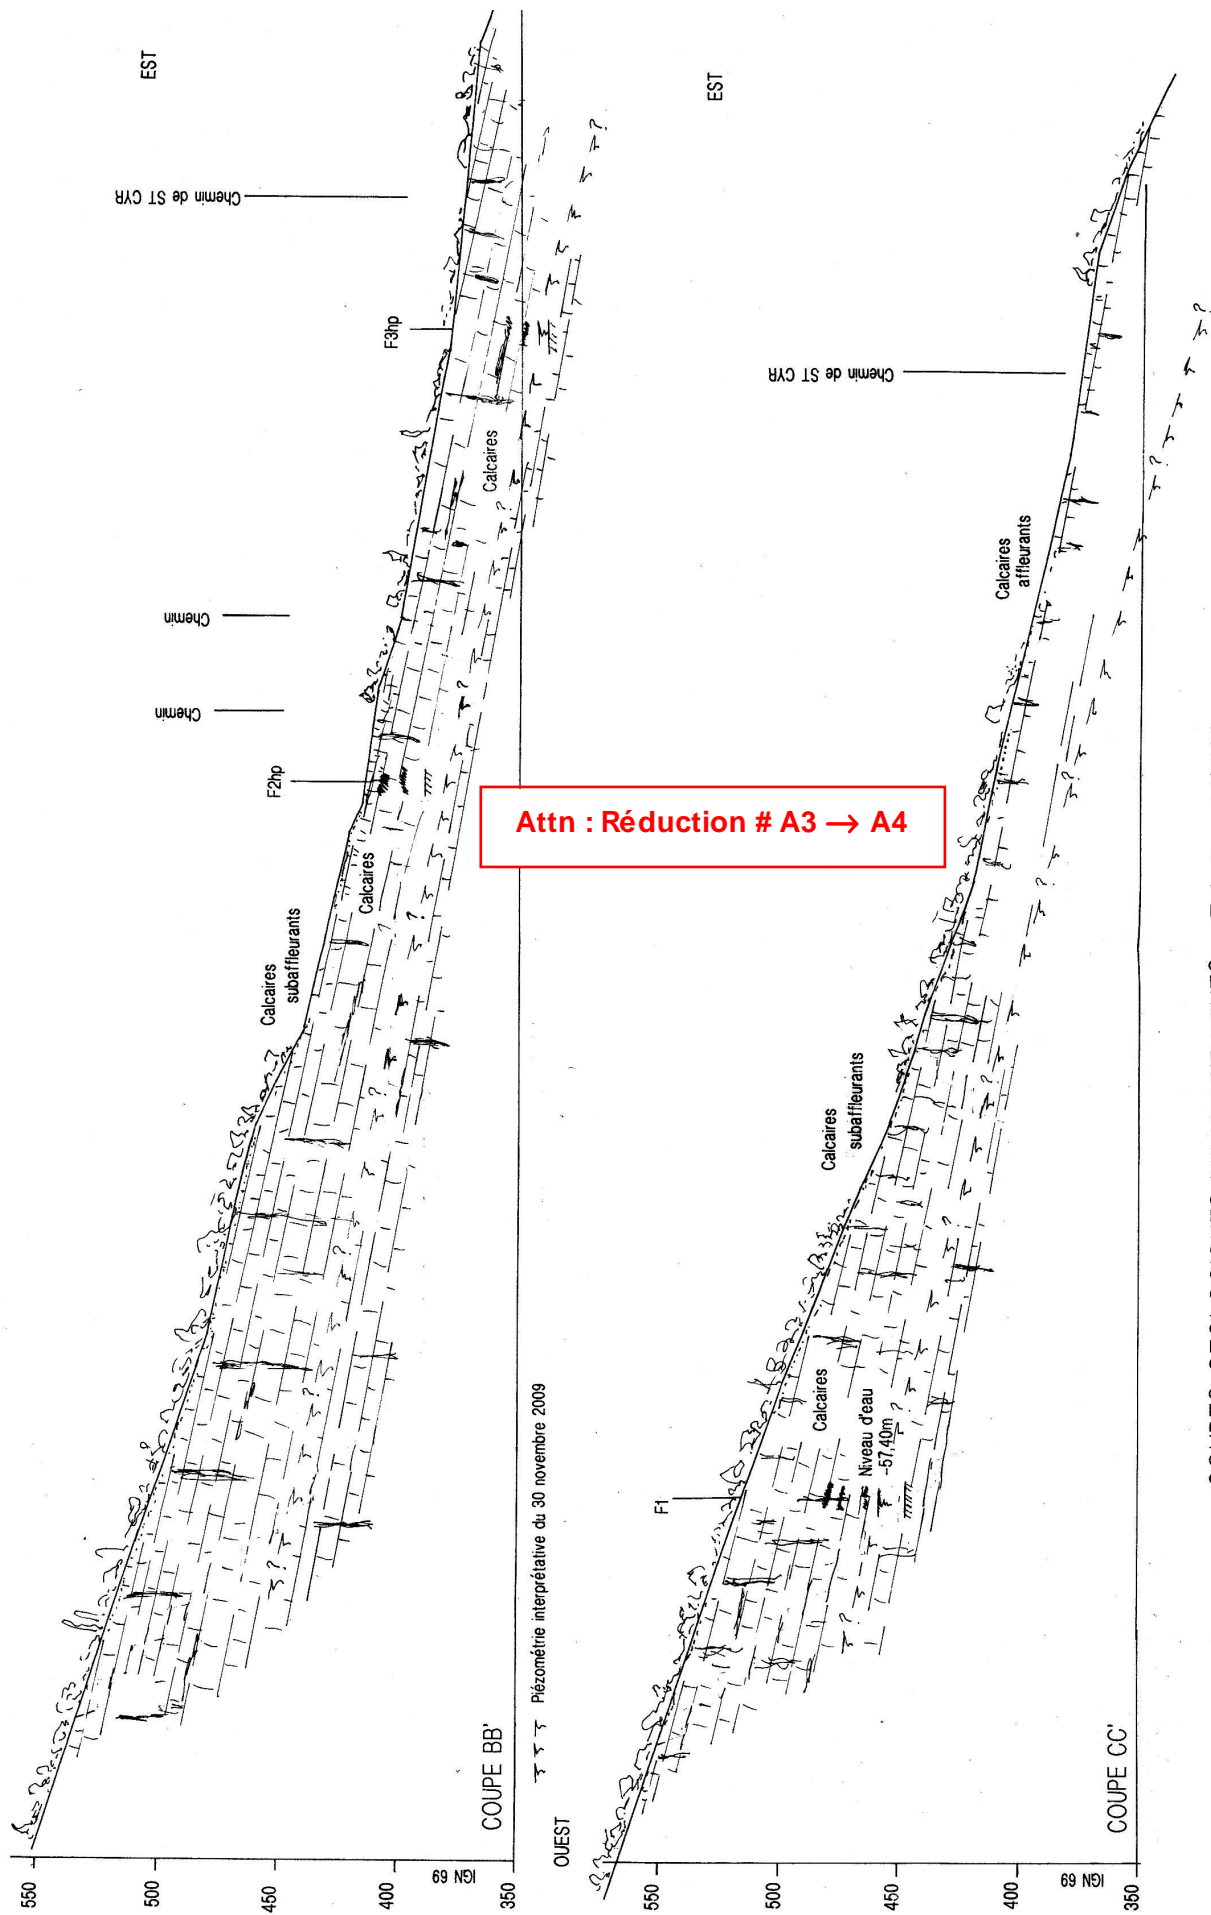 EST
Chemin de ST CYR
F3hp
Calcaires
Chemin
Chemin
F2hp
Calcaires
Calcaires
subaffleurants
COUPE BB'
550
500
450
400
350
IGN 69
Attn : Réduction # A3 → A4
Piézométrie interprétative du 30 novembre 2009
OUEST
EST
Chemin de ST CYR
Calcaires
affleurants
Calcaires
subaffleurants
Calcaires
Niveau d'eau
-57,40m
F1
COUPE CC'
550
500
450
400
350
IGN 69